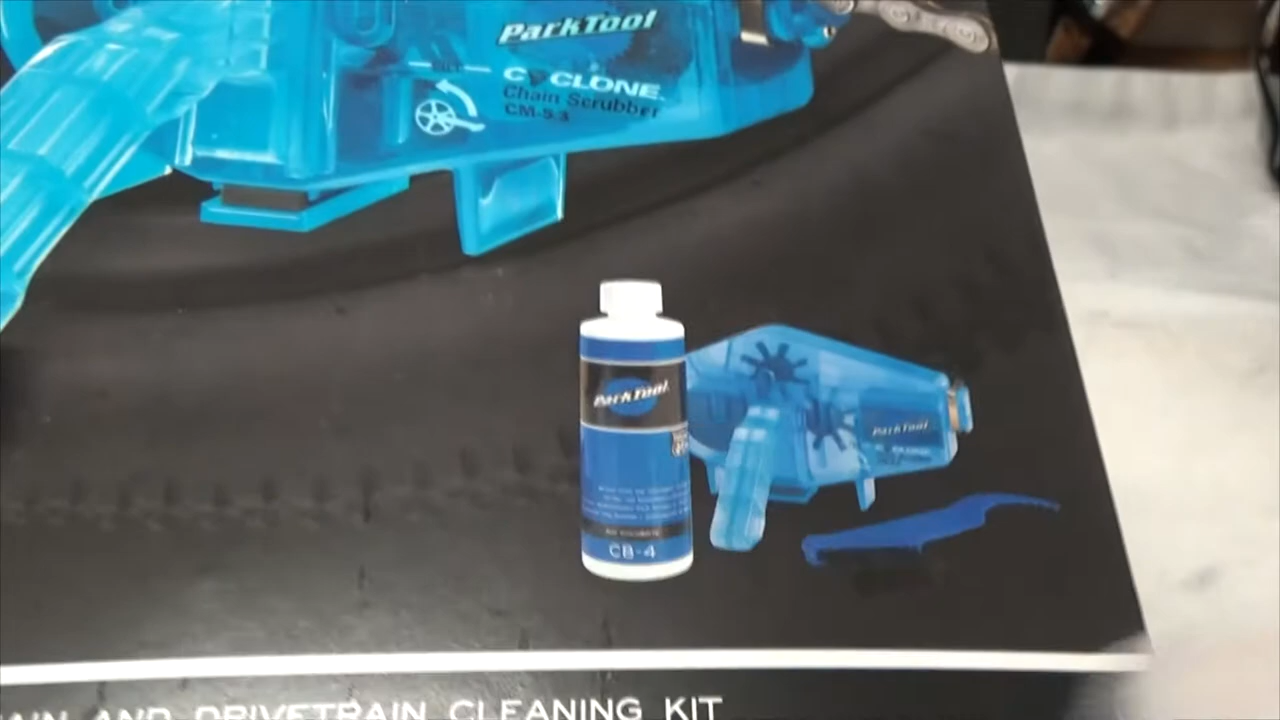 ParkTool
CYCLONE
Chain Scrubber
CM-5.3
ParkTool
CB-4
ParkTool
AIN AND DRIVETRAIN CLEANING KIT